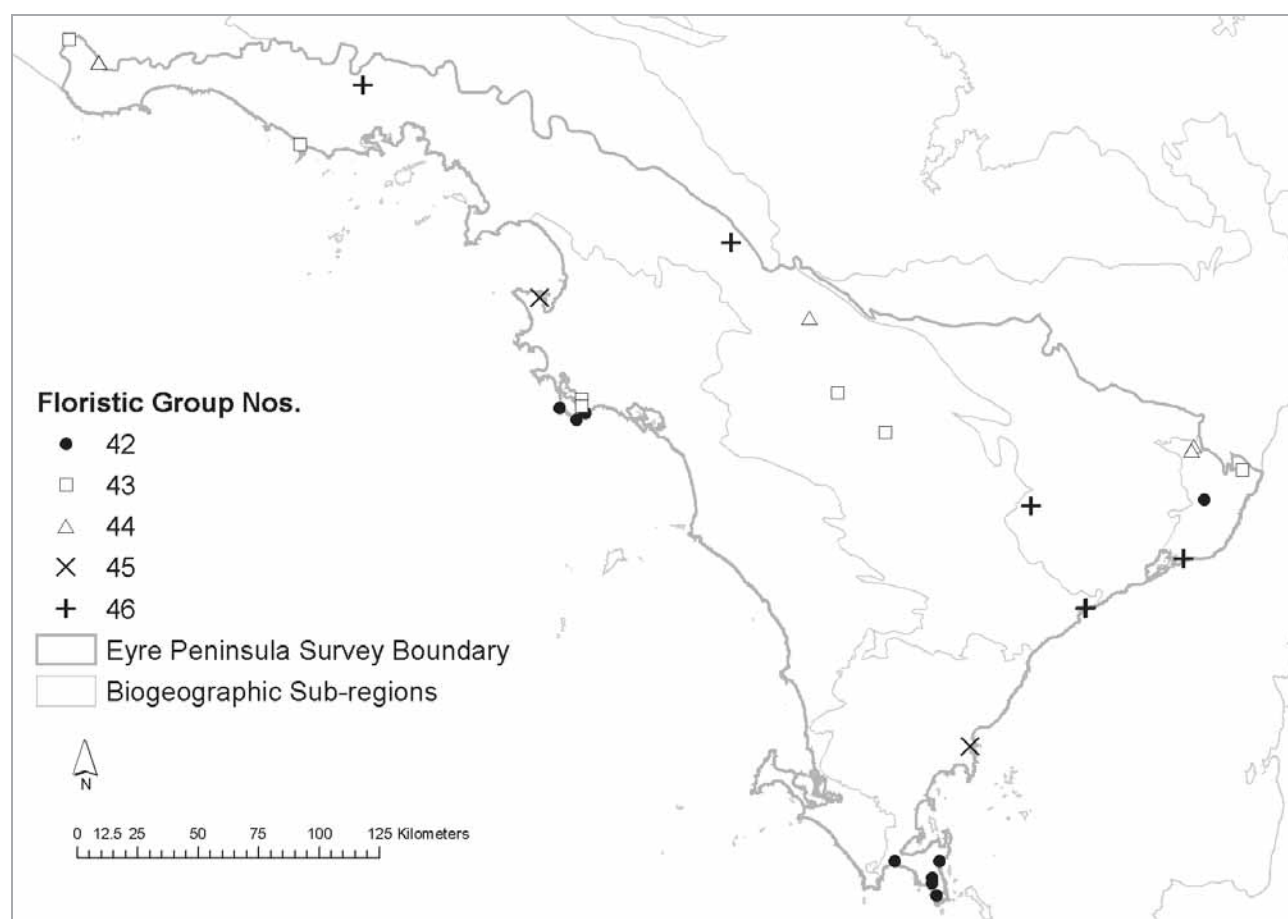 Floristic Group Nos.
42
43
44
45
46
Eyre Peninsula Survey Boundary
Biogeographic Sub-regions
N
0 12.5 25 50 75 100 125 Kilometers